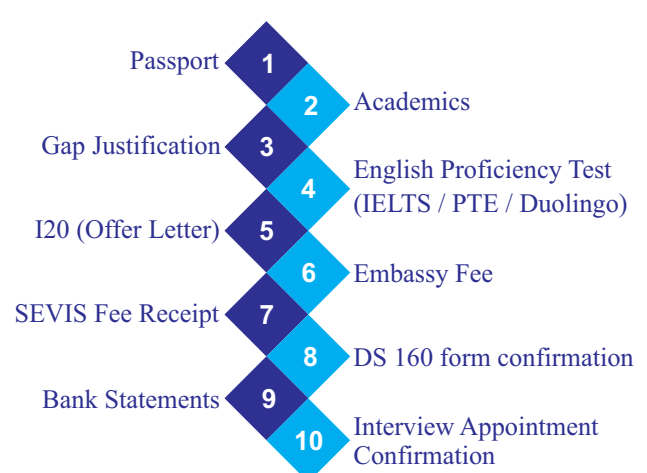 Passport 1
2 Academics
Gap Justification 3
4 English Proficiency Test
(IELTS / PTE / Duolingo)
I20 (Offer Letter) 5
6 Embassy Fee
SEVIS Fee Receipt 7
8 DS 160 form confirmation
Bank Statements 9
10 Interview Appointment
Confirmation